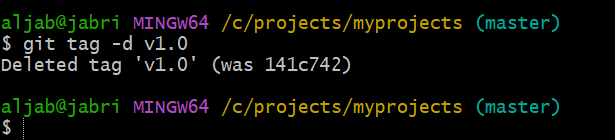 aljab@jabri MINGW64 /c/projects/myprojects (master)
$ git tag -d v1.0
Deleted tag 'v1.0' (was 141c742)
aljab@jabri MINGW64 /c/projects/myprojects (master)
$